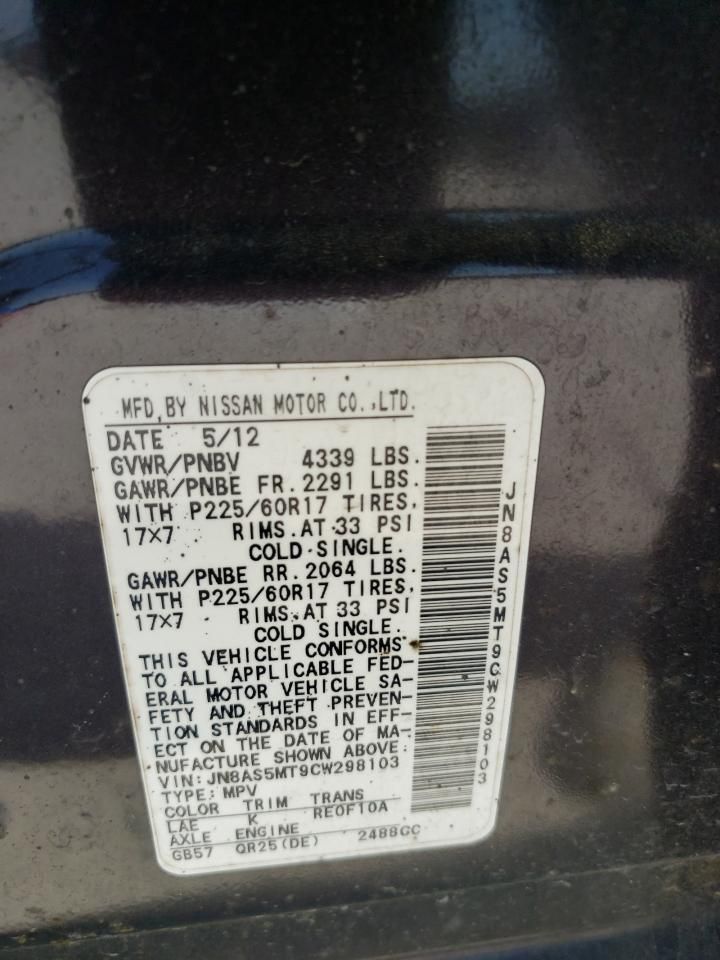 MFD,BY NISSAN MOTOR CO.,LTD.
DATE 5/12
GVWR/PNBV 4339 LBS.
GAWR/PNBE FR. 2291 LBS.
WITH P225/60R17 TIRES,
17×7 RIMS.AT 33 PSI
COLD SINGLE.
GAWR/PNBE RR. 2064 LBS.
WITH P225/60R17 TIRES,
17×7 RIMS.AT 33 PSI
COLD SINGLE.
THIS VEHICLE CONFORMS
TO ALL APPLICABLE FED-
ERAL MOTOR VEHICLE SA-
FETY AND THEFT PREVEN-
TION STANDARDS IN EFF-
ECT ON THE DATE OF MA-
NUFACTURE SHOWN ABOVE.
VIN:JN8AS5MT9CW298103
TYPE:MPV
COLOR TRIM TRANS
LAE K RE0F10A
AXLE ENGINE
GB57 QR25(DE) 2488CC
JN8AS5MT9CW298103